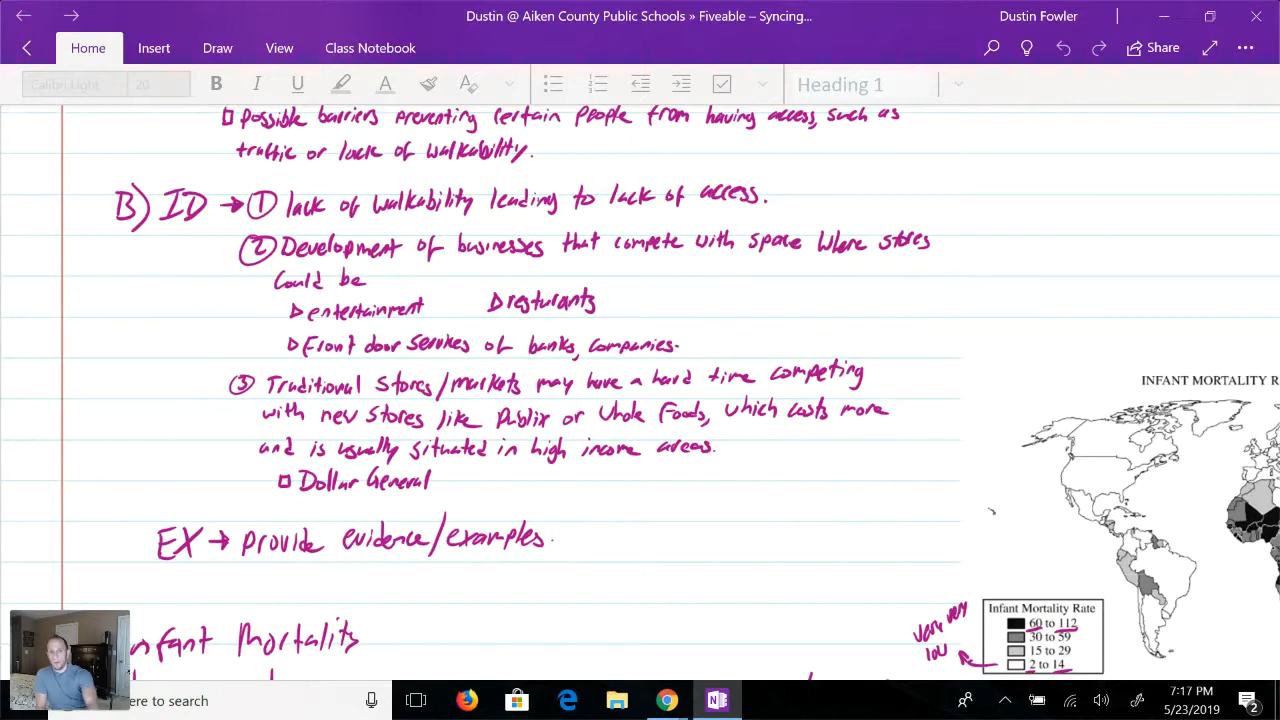 Dustin @ Aiken County Public Schools » Fiveable – Syncing...
Dustin Fowler
Home Insert Draw View Class Notebook
Share
Calibri Light 20 B I U A Heading 1
Possible barriers preventing certain people from having access, such as
traffic or lack of walkability.
B) ID → ① lack of walkability leading to lack of access.
② Development of businesses that compete with space where stores
could be
entertainment resturants
Front door services of banks, companies.
③ Traditional stores/markets may have a hard time competing
with new stores like Publix or Whole Foods, which costs more
and is usually situated in high income areas.
Dollar General
EX → provide evidence/examples.
INFANT MORTALITY R
Infant Mortality Rate
60 to 112
30 to 59
15 to 29
2 to 14
very very
low
nfant Mortality
ere to search
7:17 PM
5/23/2019
2